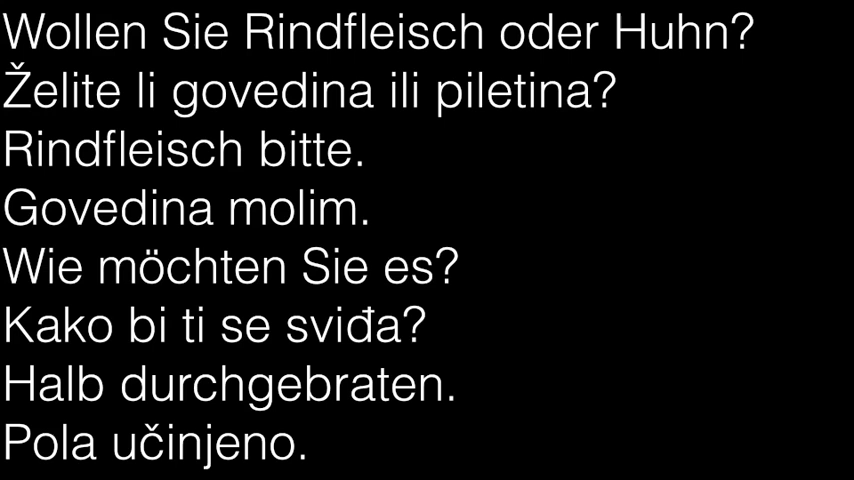 Wollen Sie Rindfleisch oder Huhn?
Želite li govedina ili piletina?
Rindfleisch bitte.
Govedina molim.
Wie möchten Sie es?
Kako bi ti se sviđa?
Halb durchgebraten.
Pola učinjeno.